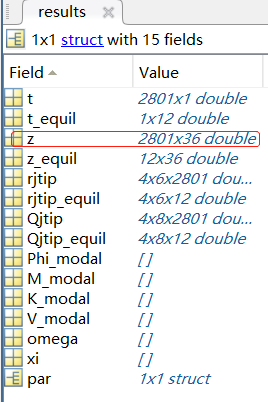 results
1x1 struct with 15 fields
Field Value
t 2801x1 double
t_equil 1x12 double
z 2801x36 double
z_equil 12x36 double
rjtip 4x6x2801 dou...
rjtip_equil 4x6x12 double
Qjtip 4x8x2801 dou...
Qjtip_equil 4x8x12 double
Phi_modal []
M_modal []
K_modal []
V_modal []
omega []
xi []
par 1x1 struct